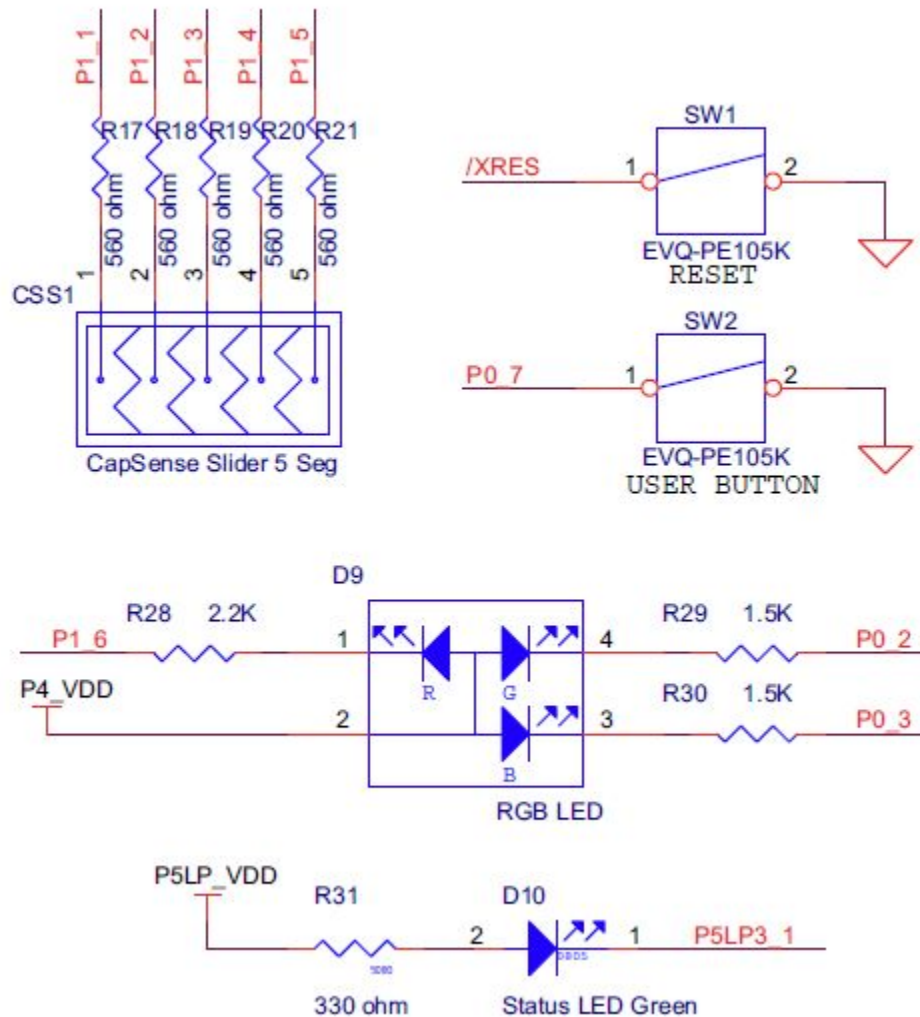 P1_1 P1_2 P1_3 P1_4 P1_5
R17 R18 R19 R20 R21
560 ohm 560 ohm 560 ohm 560 ohm 560 ohm
1 2 3 4 5
CSS1
CapSense Slider 5 Seg
SW1
/XRES 1 2
EVQ-PE105K
RESET
SW2
P0_7 1 2
EVQ-PE105K
USER BUTTON
D9
R28 2.2K R29 1.5K
P1_6 1 4 P0_2
R G
P4_VDD R30 1.5K
2 3 P0_3
B
RGB LED
P5LP_VDD
R31 D10
2 1 P5LP3_1
330 ohm Status LED Green